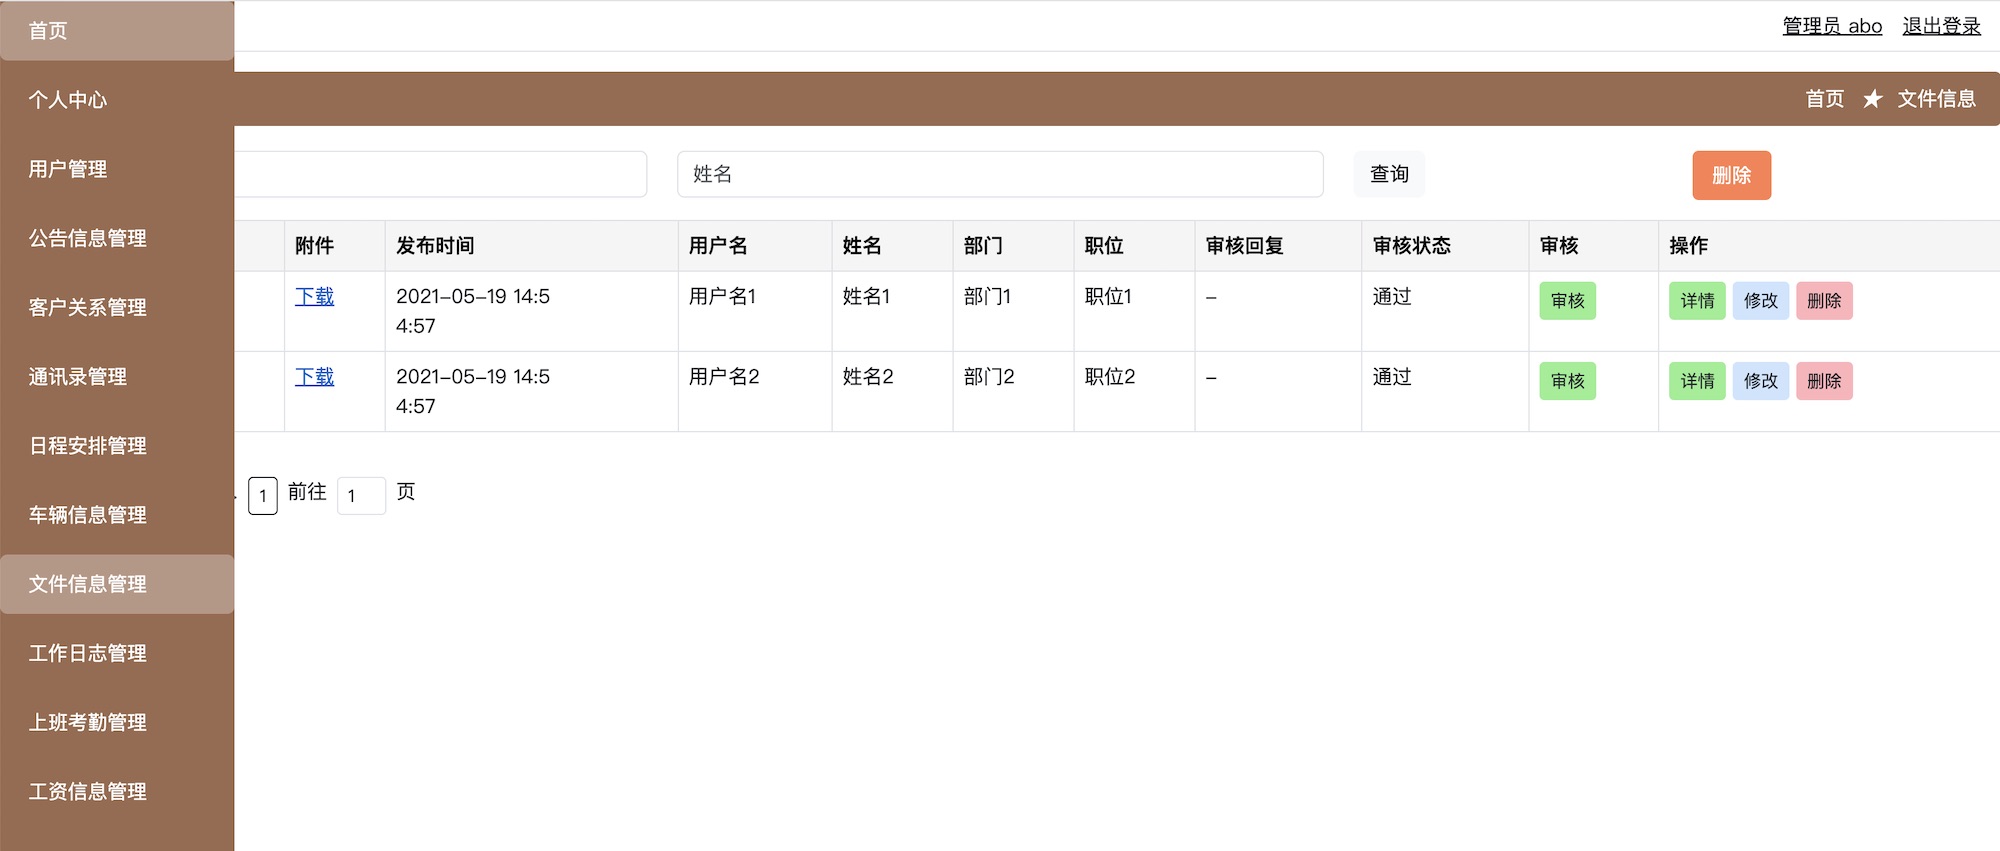 首页
管理员 abo 退出登录
个人中心
首页 ★ 文件信息
用户管理
姓名 查询 删除
公告信息管理
附件 发布时间 用户名 姓名 部门 职位 审核回复 审核状态 审核 操作
客户关系管理
下载 2021-05-19 14:5
4:57 用户名1 姓名1 部门1 职位1 - 通过 审核 详情 修改 删除
通讯录管理
下载 2021-05-19 14:5
4:57 用户名2 姓名2 部门2 职位2 - 通过 审核 详情 修改 删除
日程安排管理
1 前往 1 页
车辆信息管理
文件信息管理
工作日志管理
上班考勤管理
工资信息管理